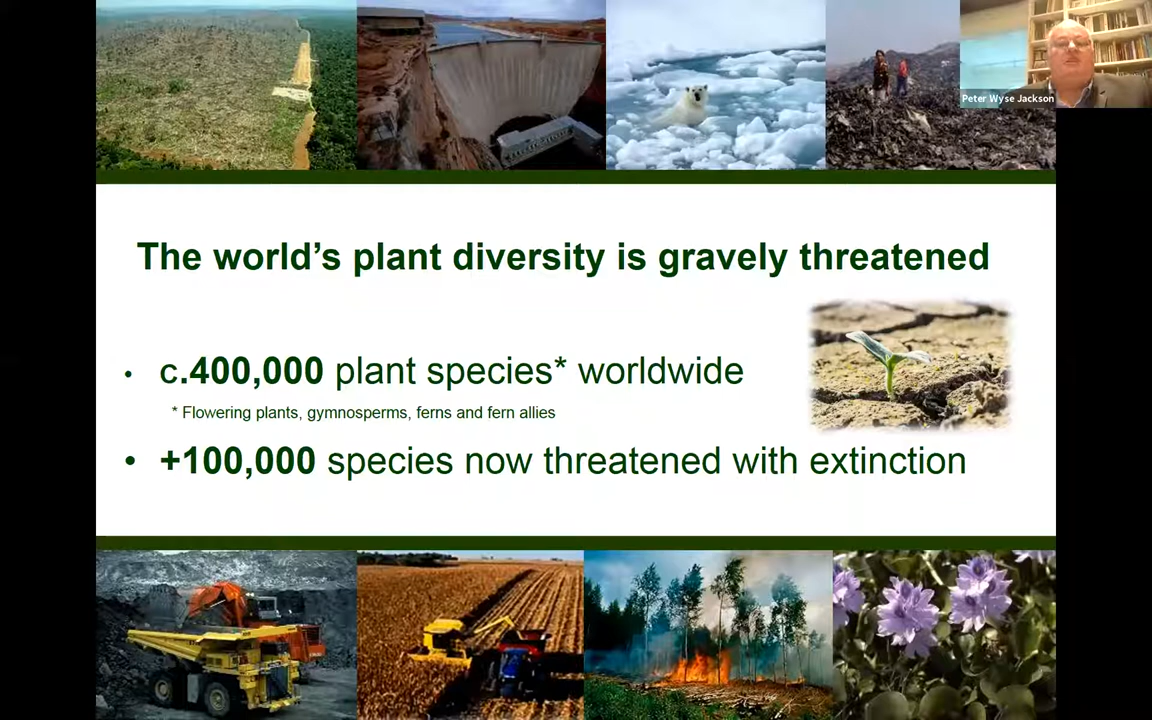 Peter Wyse Jackson
The world's plant diversity is gravely threatened
• c.400,000 plant species* worldwide
* Flowering plants, gymnosperms, ferns and fern allies
• +100,000 species now threatened with extinction